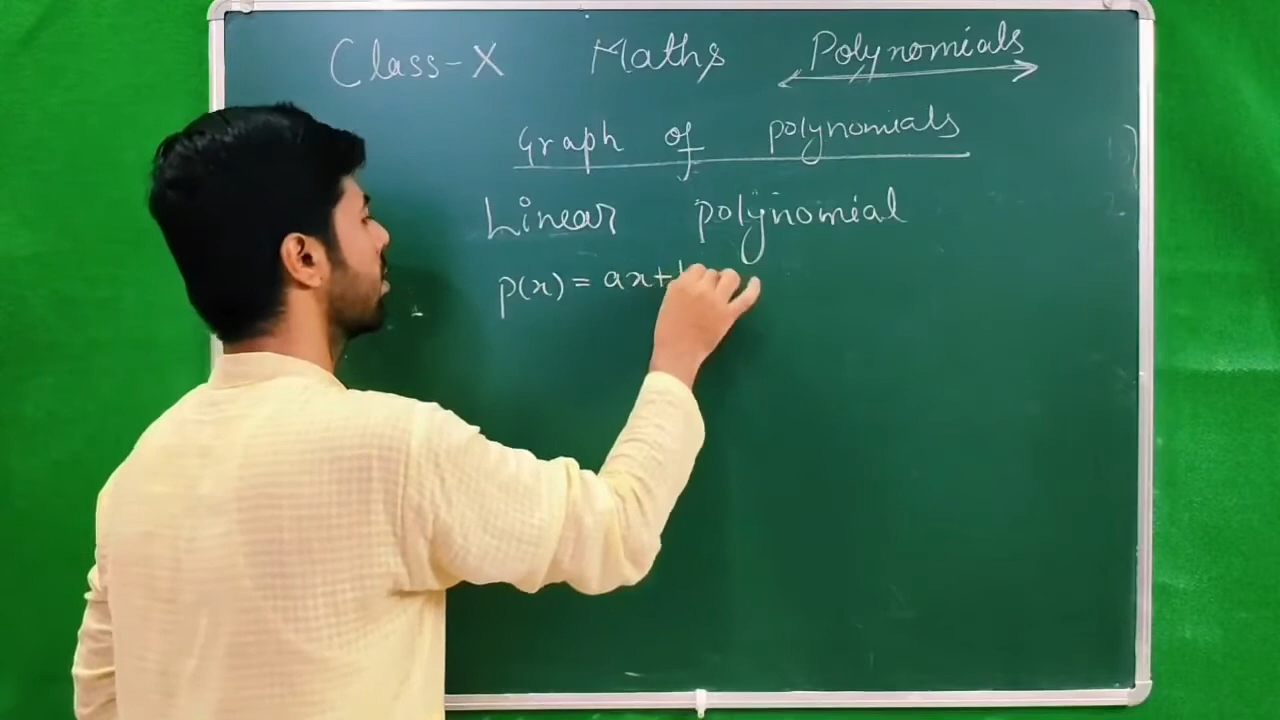 Class-X Maths Polynomials
Graph of polynomials
Linear polynomial
p(x) = ax+